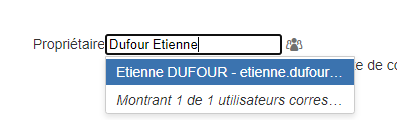 Propriétaire Dufour Etienne
Etienne DUFOUR - etienne.dufour...
e de co
Montrant 1 de 1 utilisateurs corres...